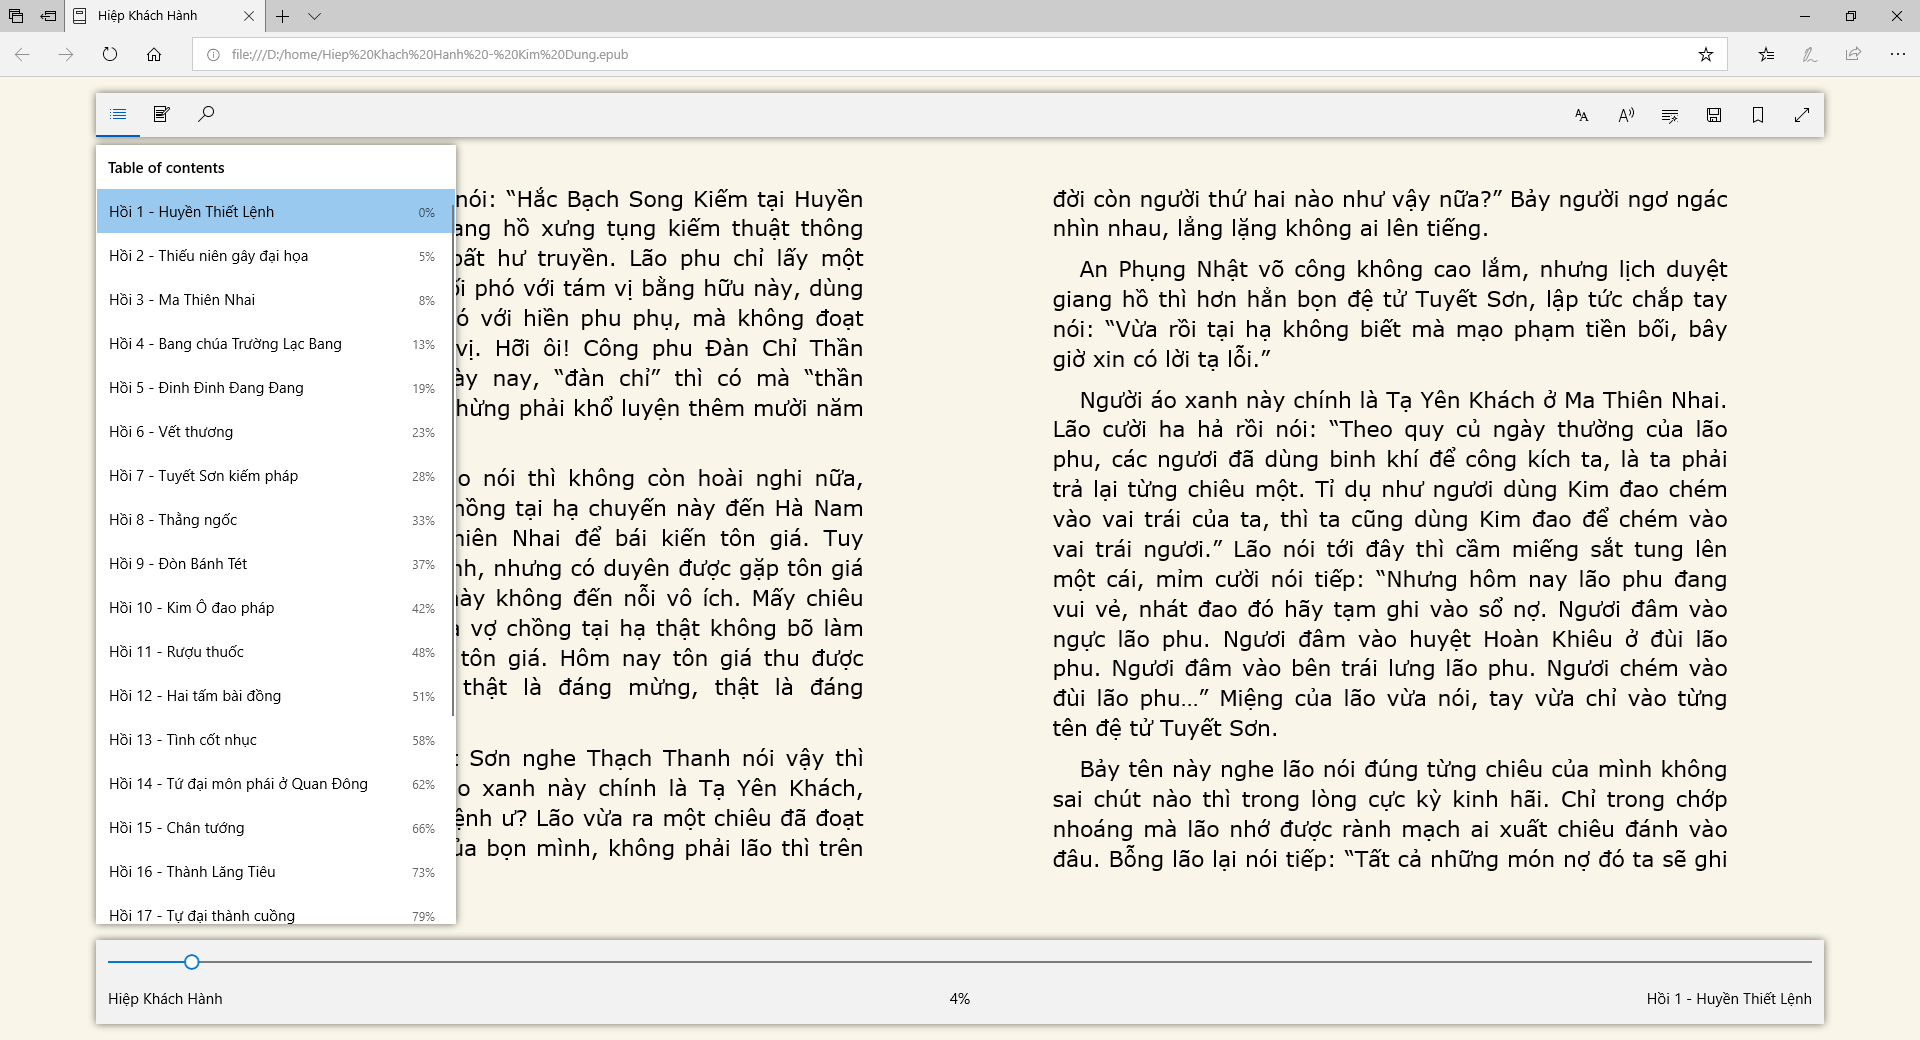 Hiệp Khách Hành
file:///D:/home/Hiep%20Khach%20Hanh%20-%20Kim%20Dung.epub
Table of contents
Hồi 1 - Huyền Thiết Lệnh 0%
Hồi 2 - Thiếu niên gây đại họa 5%
Hồi 3 - Ma Thiên Nhai 8%
Hồi 4 - Bang chúa Trường Lạc Bang 13%
Hồi 5 - Đinh Đinh Đang Đang 19%
Hồi 6 - Vết thương 23%
Hồi 7 - Tuyết Sơn kiếm pháp 28%
Hồi 8 - Thằng ngốc 33%
Hồi 9 - Đòn Bánh Tét 37%
Hồi 10 - Kim Ô đao pháp 42%
Hồi 11 - Rượu thuốc 48%
Hồi 12 - Hai tấm bài đồng 51%
Hồi 13 - Tình cốt nhục 58%
Hồi 14 - Tứ đại môn phái ở Quan Đông 62%
Hồi 15 - Chân tướng 66%
Hồi 16 - Thành Lăng Tiêu 73%
Hồi 17 - Tự đại thành cuồng 79%
nói: “Hắc Bạch Song Kiếm tại Huyền
hồ xưng tụng kiếm thuật thông
bất hư truyền. Lão phu chỉ lấy một
phó với tám vị bằng hữu này, dùng
với hiền phu phụ, mà không đoạt
vị. Hỡi ôi! Công phu Đàn Chỉ Thần
nay, “đàn chỉ” thì có mà “thần
chừng phải khổ luyện thêm mười năm
nói thì không còn hoài nghi nữa,
tại hạ chuyến này đến Hà Nam
Nhai để bái kiến tôn giá. Tuy
nhưng có duyên được gặp tôn giá
này không đến nỗi vô ích. Mấy chiêu
vợ chồng tại hạ thật không bõ làm
tôn giá. Hôm nay tôn giá thu được
thật là đáng mừng, thật là đáng
Sơn nghe Thạch Thanh nói vậy thì
xanh này chính là Tạ Yên Khách,
ư? Lão vừa ra một chiêu đã đoạt
bọn mình, không phải lão thì trên
đời còn người thứ hai nào như vậy nữa?” Bảy người ngơ ngác
nhìn nhau, lẳng lặng không ai lên tiếng.
An Phụng Nhật võ công không cao lắm, nhưng lịch duyệt
giang hồ thì hơn hẳn bọn đệ tử Tuyết Sơn, lập tức chắp tay
nói: “Vừa rồi tại hạ không biết mà mạo phạm tiền bối, bây
giờ xin có lời tạ lỗi.”
Người áo xanh này chính là Tạ Yên Khách ở Ma Thiên Nhai.
Lão cười ha hả rồi nói: “Theo quy củ ngày thường của lão
phu, các ngươi đã dùng binh khí để công kích ta, là ta phải
trả lại từng chiêu một. Tỉ dụ như ngươi dùng Kim đao chém
vào vai trái của ta, thì ta cũng dùng Kim đao để chém vào
vai trái ngươi.” Lão nói tới đây thì cầm miếng sắt tung lên
một cái, mỉm cười nói tiếp: “Nhưng hôm nay lão phu đang
vui vẻ, nhát đao đó hãy tạm ghi vào sổ nợ. Ngươi đâm vào
ngực lão phu. Ngươi đâm vào huyệt Hoàn Khiêu ở đùi lão
phu. Ngươi đâm vào bên trái lưng lão phu. Ngươi chém vào
đùi lão phu…” Miệng của lão vừa nói, tay vừa chỉ vào từng
tên đệ tử Tuyết Sơn.
Bảy tên này nghe lão nói đúng từng chiêu của mình không
sai chút nào thì trong lòng cực kỳ kinh hãi. Chỉ trong chớp
nhoáng mà lão nhớ được rành mạch ai xuất chiêu đánh vào
đâu. Bỗng lão lại nói tiếp: “Tất cả những món nợ đó ta sẽ ghi
Hiệp Khách Hành
4%
Hồi 1 - Huyền Thiết Lệnh